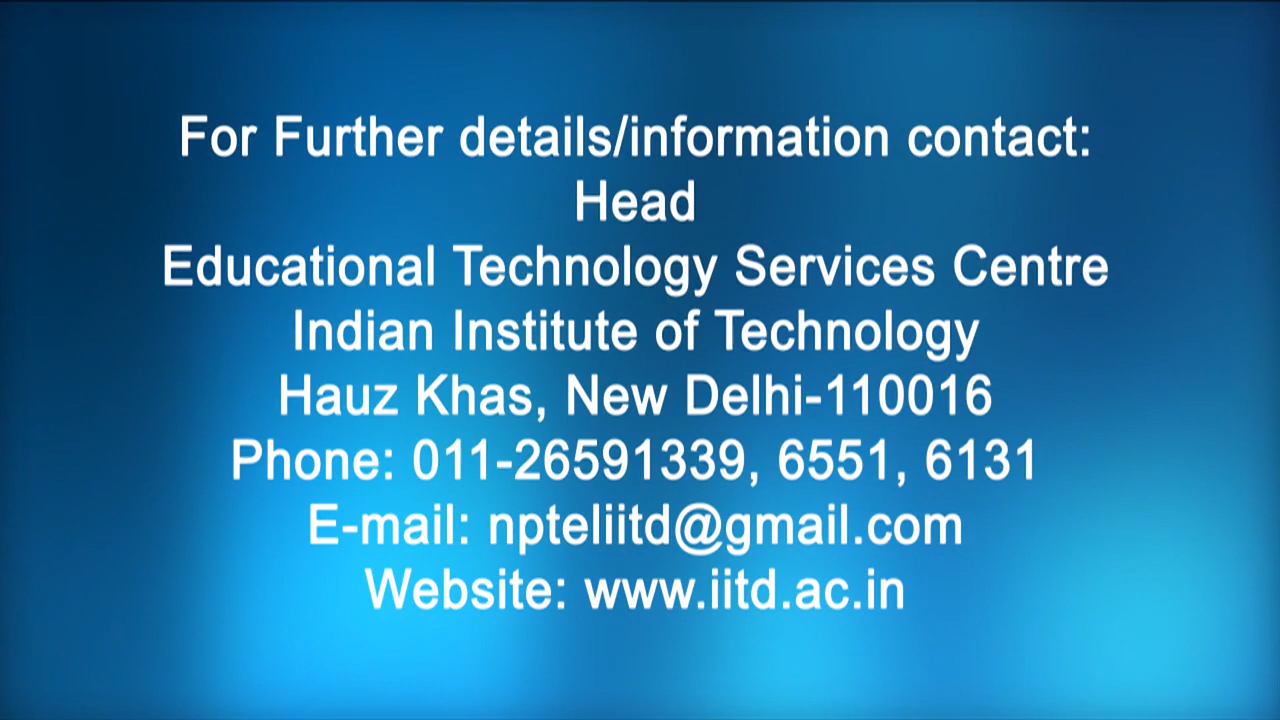 For Further details/information contact:
Head
Educational Technology Services Centre
Indian Institute of Technology
Hauz Khas, New Delhi-110016
Phone: 011-26591339, 6551, 6131
E-mail: npteliitd@gmail.com
Website: www.iitd.ac.in